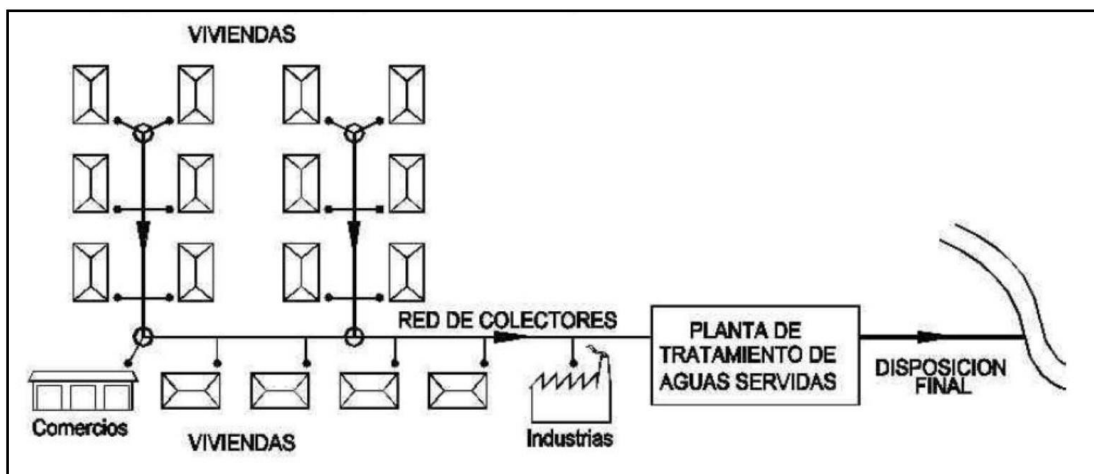 VIVIENDAS
RED DE COLECTORES
PLANTA DE
TRATAMIENTO DE
AGUAS SERVIDAS
DISPOSICION
FINAL
Comercios
VIVIENDAS
Industrias